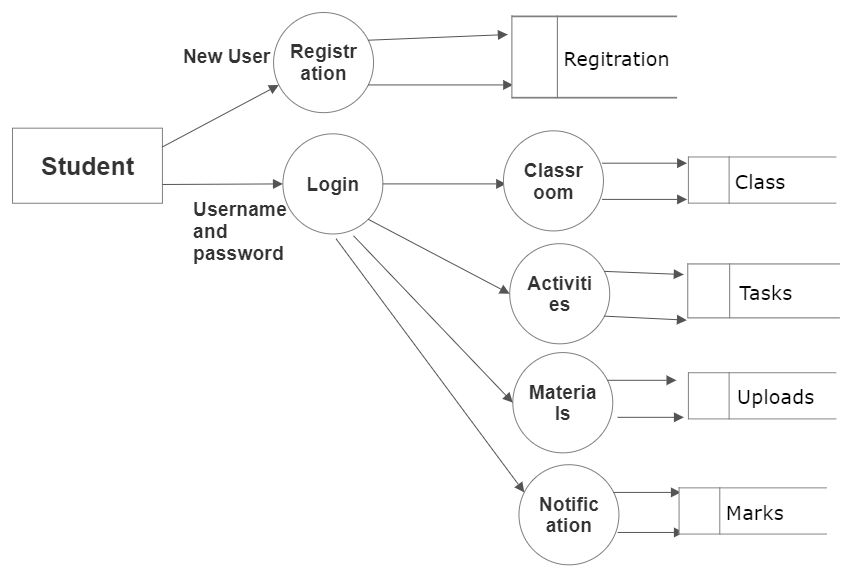 New User
Registr
ation
Regitration
Student
Login
Username
and
password
Classr
oom
Class
Activiti
es
Tasks
Materia
ls
Uploads
Notific
ation
Marks